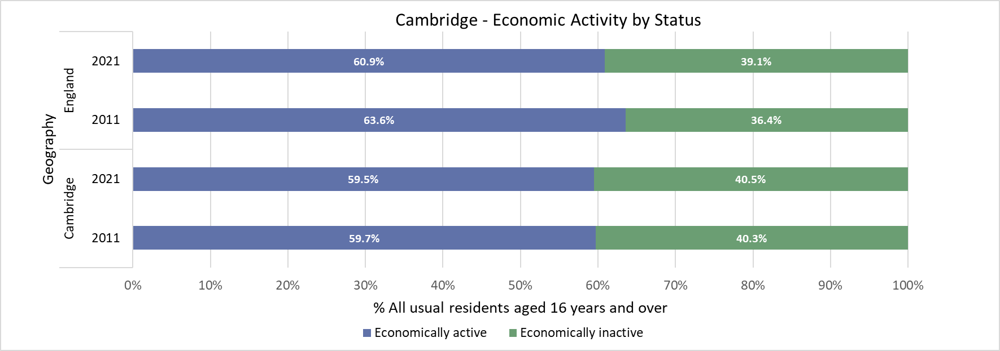 Cambridge - Economic Activity by Status
Geography
England
2021
60.9%
39.1%
2011
63.6%
36.4%
Cambridge
2021
59.5%
40.5%
2011
59.7%
40.3%
0% 10% 20% 30% 40% 50% 60% 70% 80% 90% 100%
% All usual residents aged 16 years and over
Economically active
Economically inactive